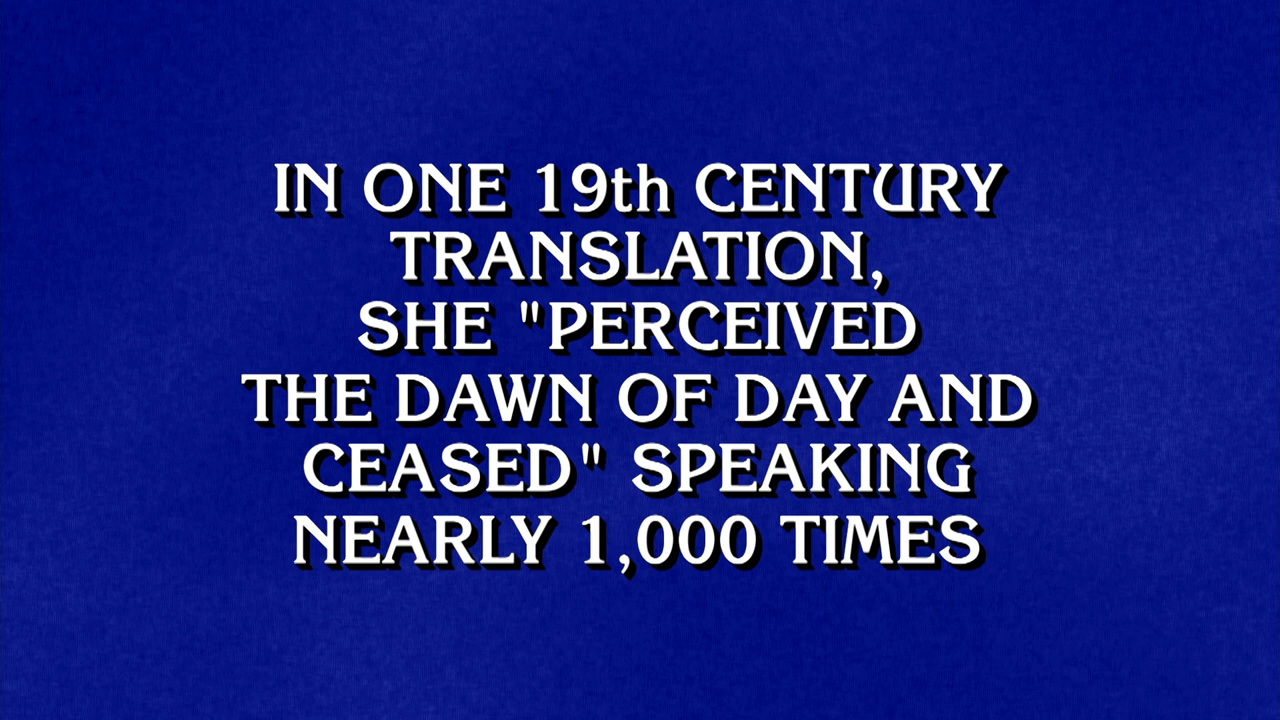 IN ONE 19th CENTURY
TRANSLATION,
SHE "PERCEIVED
THE DAWN OF DAY AND
CEASED" SPEAKING
NEARLY 1,000 TIMES